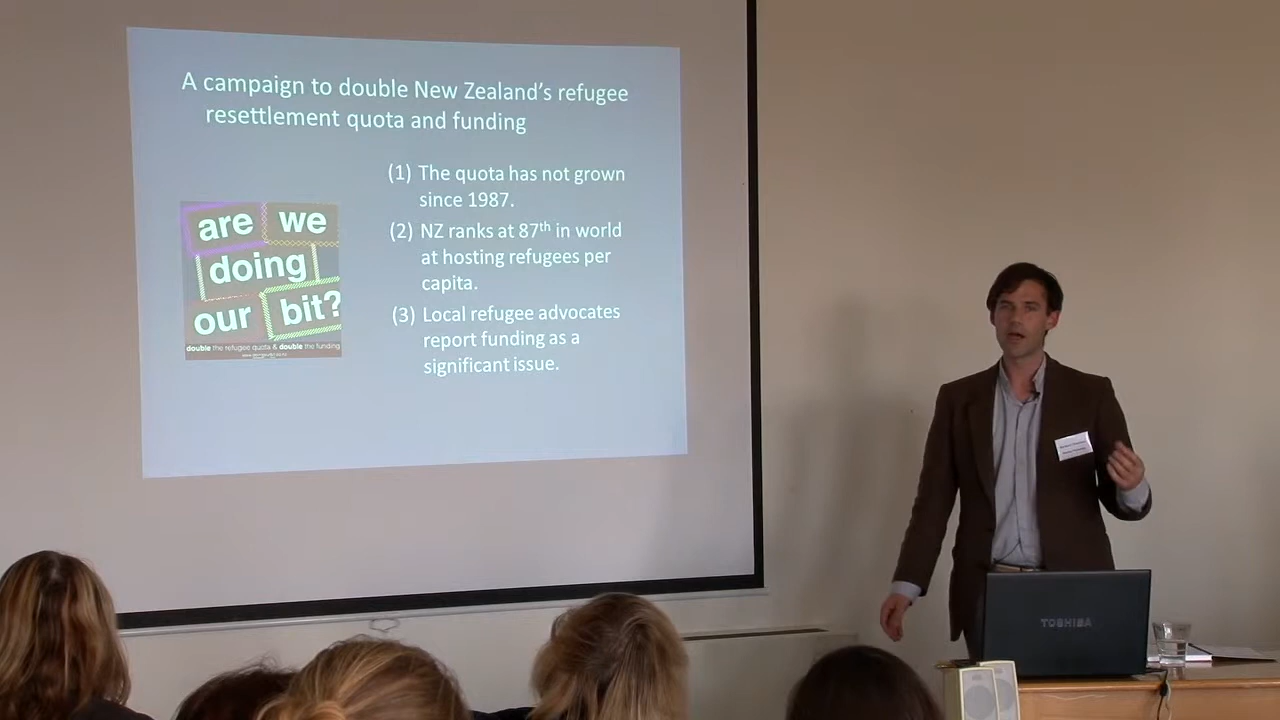 A campaign to double New Zealand's refugee
resettlement quota and funding
(1) The quota has not grown
since 1987.
(2) NZ ranks at 87th in world
at hosting refugees per
capita.
(3) Local refugee advocates
report funding as a
significant issue.
are we
doing
our bit?
double the refugee quota & double the funding
TOSHIBA